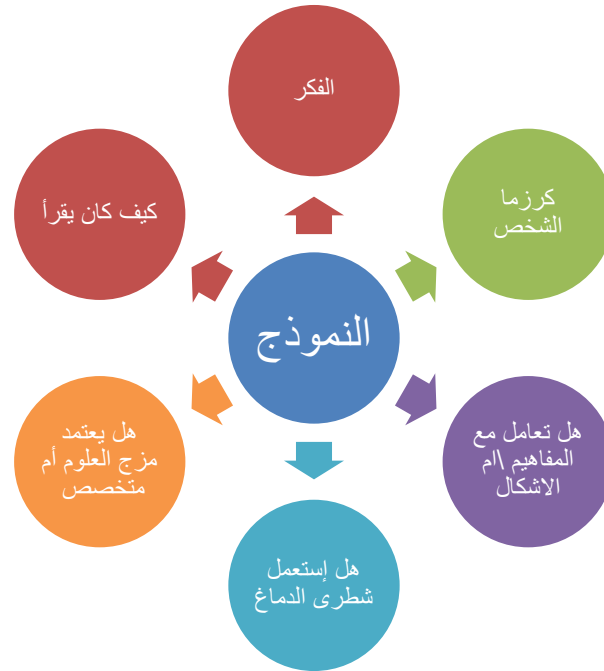 الفكر
كرزما
الشخص
هل تعامل مع
المفاهيم \ام
الاشكال
هل إستعمل
شطرى الدماغ
هل يعتمد
مزج العلوم أم
متخصص
كيف كان يقرأ
النموذج